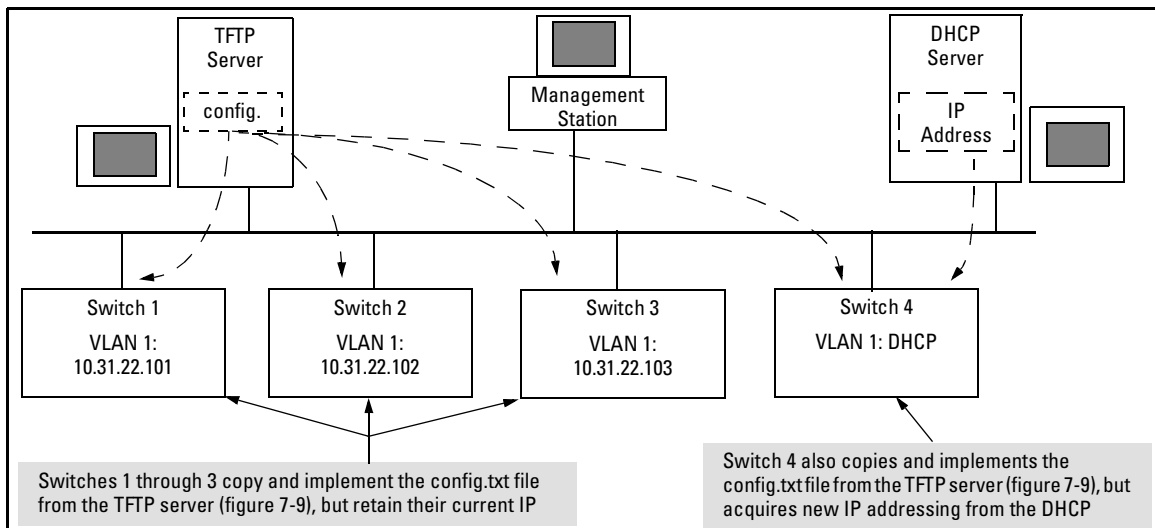 TFTP
Server
config.
Management
Station
DHCP
Server
IP
Address
Switch 1
VLAN 1:
10.31.22.101
Switch 2
VLAN 1:
10.31.22.102
Switch 3
VLAN 1:
10.31.22.103
Switch 4
VLAN 1: DHCP
Switches 1 through 3 copy and implement the config.txt file
from the TFTP server (figure 7-9), but retain their current IP
Switch 4 also copies and implements the
config.txt file from the TFTP server (figure 7-9), but
acquires new IP addressing from the DHCP